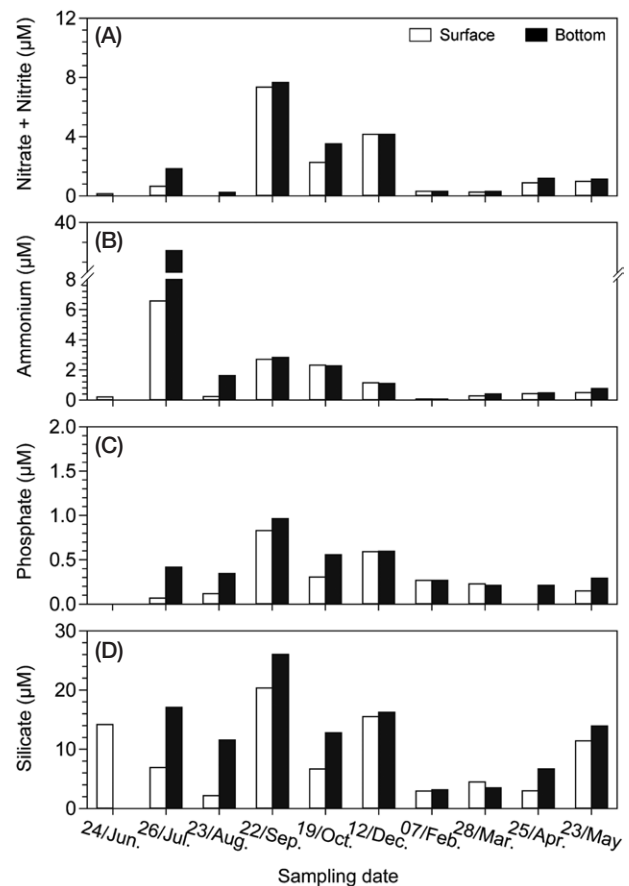 (A)
Surface
Bottom
Nitrate + Nitrite (µM)
12
8
4
0
(B)
Ammonium (µM)
40
8
6
4
2
0
(C)
Phosphate (µM)
2.0
1.5
1.0
0.5
0.0
(D)
Silicate (µM)
30
20
10
0
24/Jun.
26/Jul.
23/Aug.
22/Sep.
19/Oct.
12/Dec.
07/Feb.
28/Mar.
25/Apr.
23/May
Sampling date